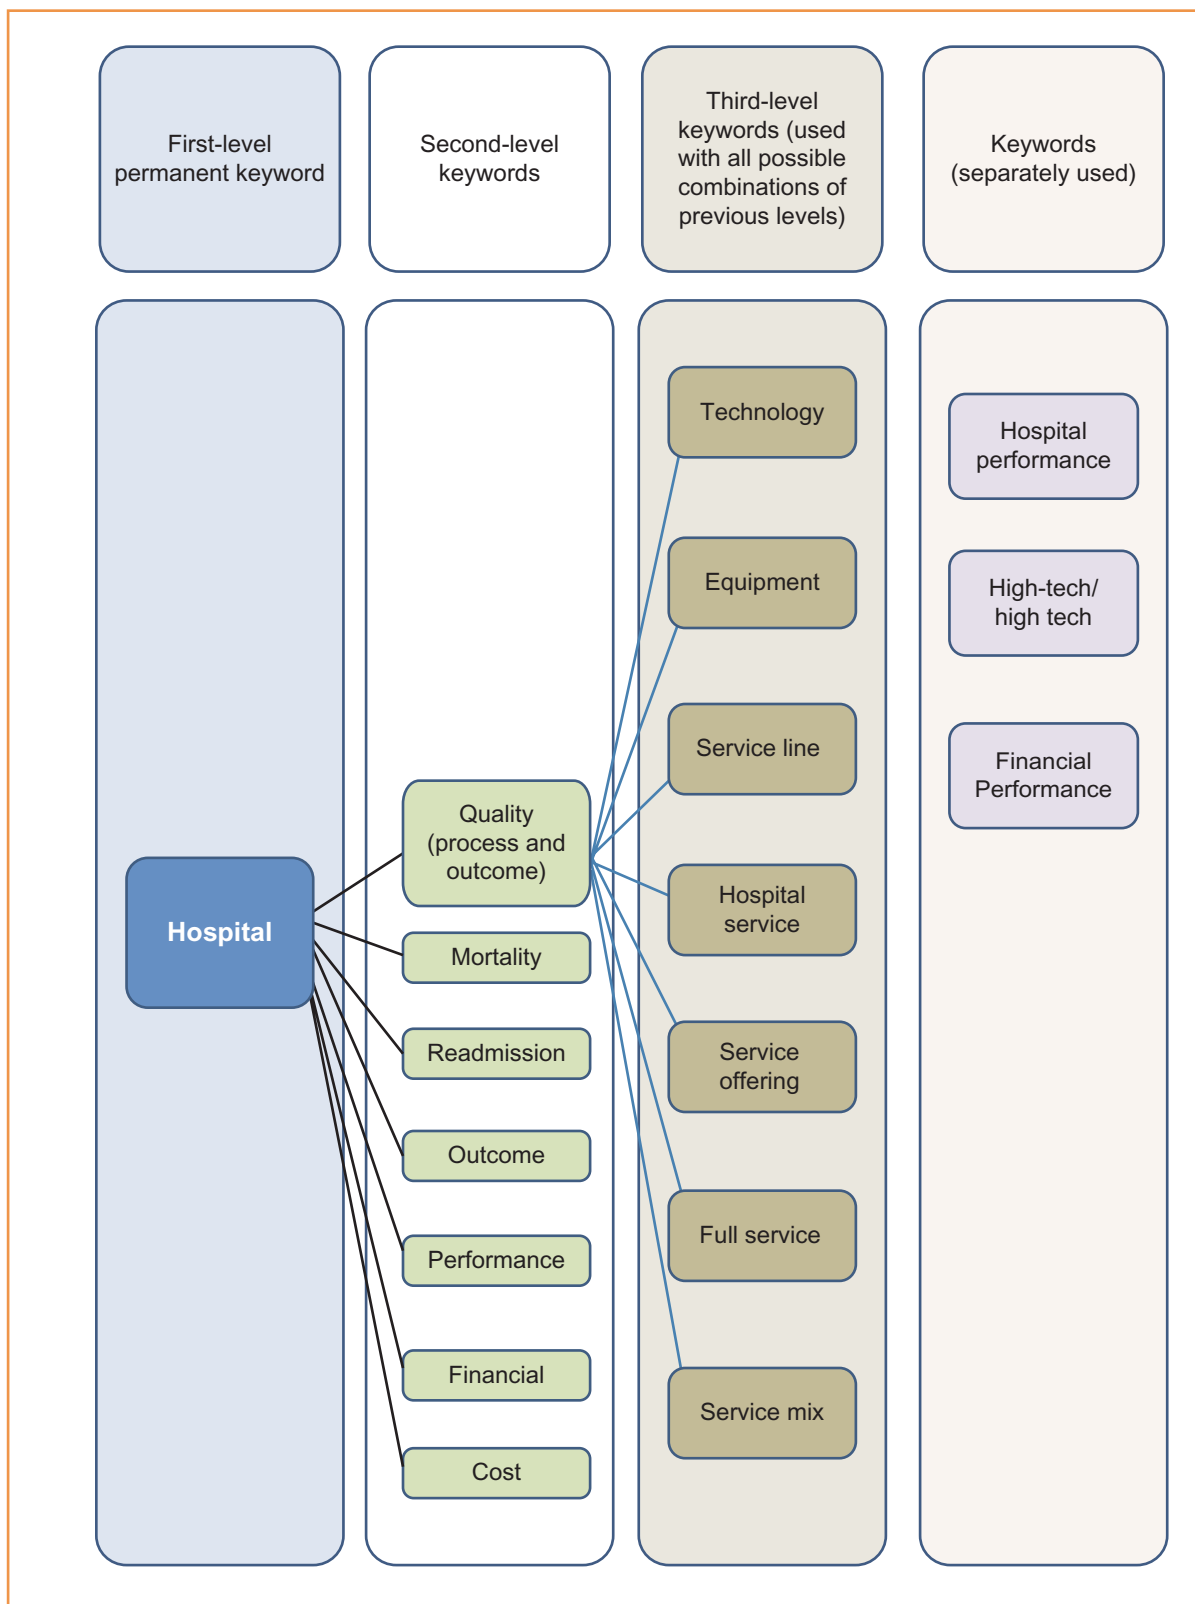 First-level
permanent keyword
Second-level
keywords
Third-level
keywords (used
with all possible
combinations of
previous levels)
Keywords
(separately used)
Hospital
Quality
(process and
outcome)
Mortality
Readmission
Outcome
Performance
Financial
Cost
Technology
Equipment
Service line
Hospital
service
Service
offering
Full service
Service mix
Hospital
performance
High-tech/
high tech
Financial
Performance